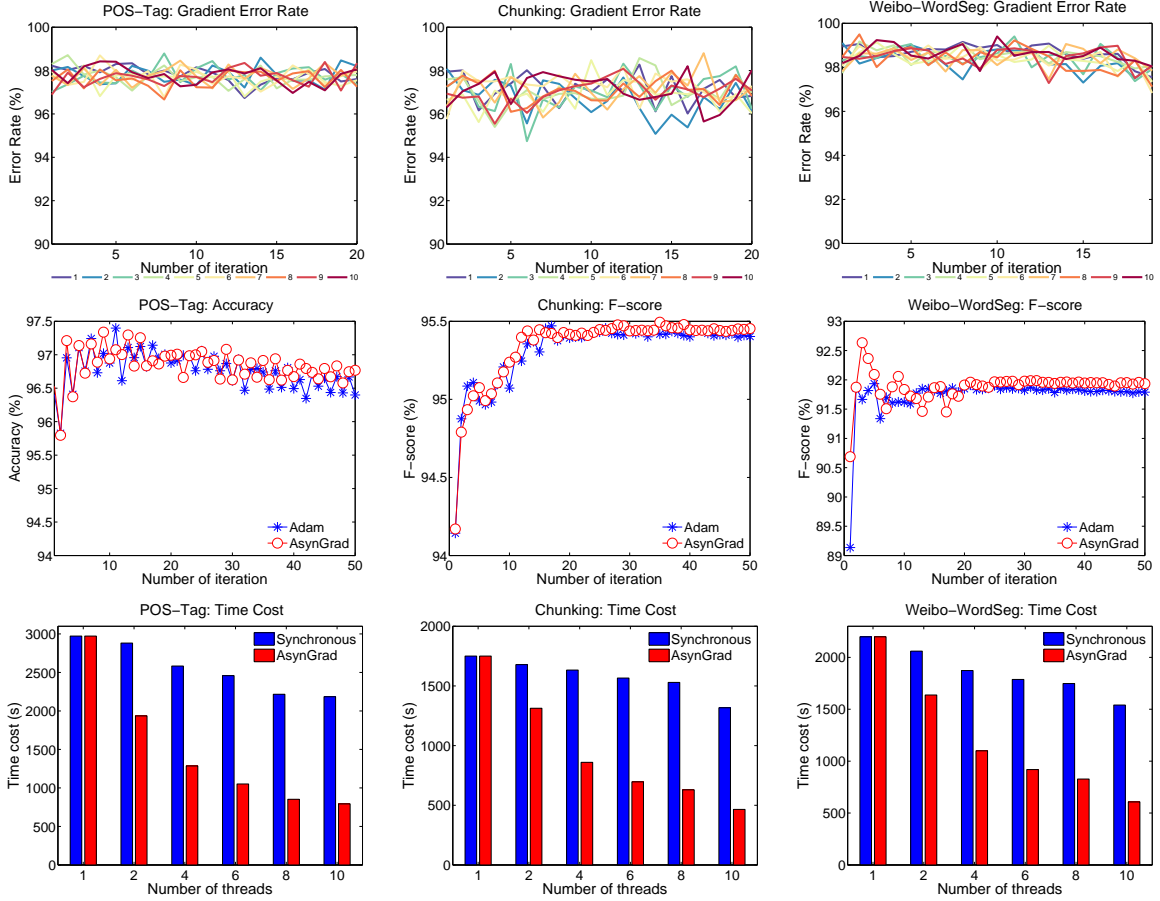 POS−Tag: Gradient Error Rate
100
98
96
94
92
90
Error Rate (%)
5 10 15 20
Number of iteration
1 2 3 4 5 6 7 8 9 10
Chunking: Gradient Error Rate
100
98
96
94
92
90
Error Rate (%)
5 10 15 20
Number of iteration
1 2 3 4 5 6 7 8 9 10
Weibo−WordSeg: Gradient Error Rate
100
98
96
94
92
90
Error Rate (%)
5 10 15
Number of iteration
1 2 3 4 5 6 7 8 9 10
POS−Tag: Accuracy
97.5
97
96.5
96
95.5
95
94.5
94
Accuracy (%)
Adam
AsynGrad
10 20 30 40 50
Number of iteration
Chunking: F−score
95.5
95
94.5
94
F−score (%)
Adam
AsynGrad
0 10 20 30 40 50
Number of iteration
Weibo−WordSeg: F−score
93
92.5
92
91.5
91
90.5
90
89.5
89
F−score (%)
Adam
AsynGrad
0 10 20 30 40 50
Number of iteration
POS−Tag: Time Cost
3000
2500
2000
1500
1000
500
0
Time cost (s)
Synchronous
AsynGrad
1 2 4 6 8 10
Number of threads
Chunking: Time Cost
2000
1500
1000
500
0
Time cost (s)
Synchronous
AsynGrad
1 2 4 6 8 10
Number of threads
Weibo−WordSeg: Time Cost
2000
1500
1000
500
0
Time cost (s)
Synchronous
AsynGrad
1 2 4 6 8 10
Number of threads